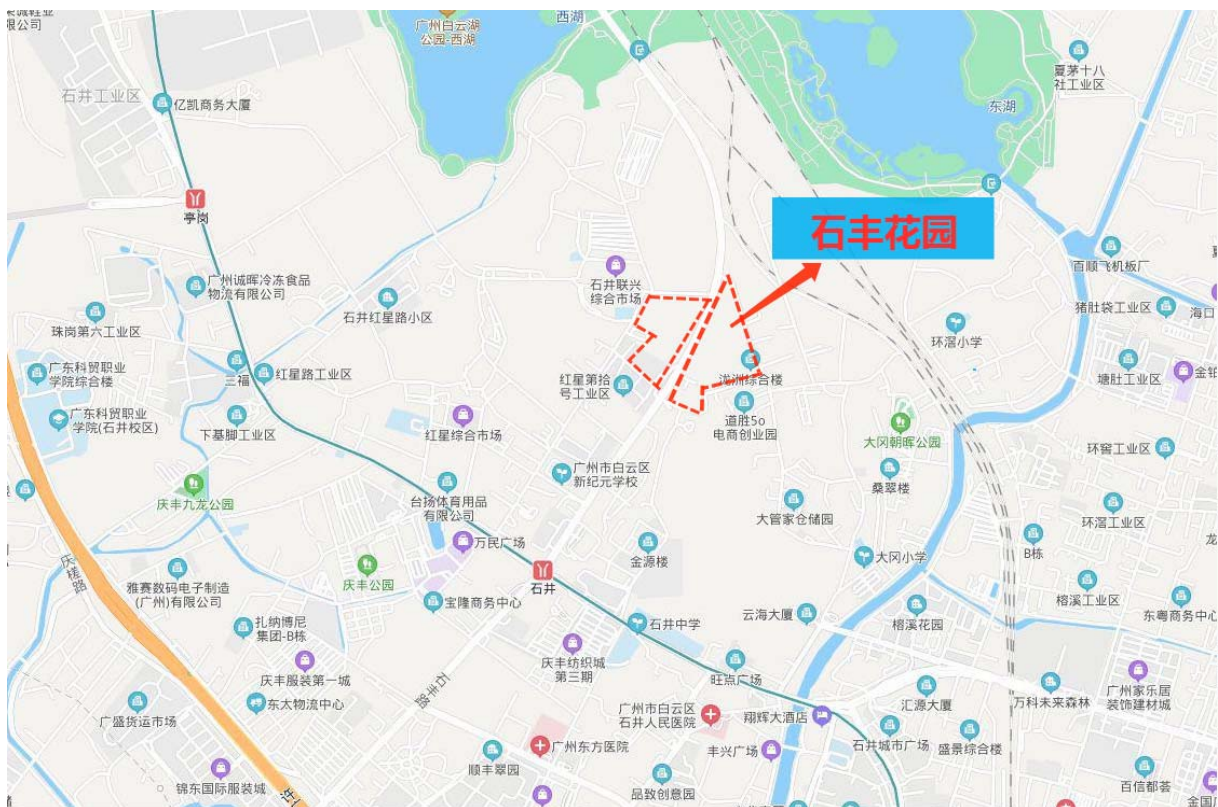 限公司
广州白云湖
公园-西湖
西湖
夏茅十八
社工业区
石井工业区
亿凯商务大厦
东湖
亭岗
石丰花园
百顺飞机板厂
石井联兴
综合市场
广州诚晖冷冻食品
物流有限公司
石井红星路小区
猪肚袋工业区
海口
珠岗第六工业区
环滘小学
广东科贸职业
学院综合楼
三福
红星路工业区
红星第拾
号工业区
泷洲综合楼
塘肚工业区
金铂
广东科贸职业
学院(石井校区)
下基脚工业区
红星综合市场
道胜5o
电商创业园
大冈朝晖公园
环窖工业区
广州市白云区
新纪元学校
桑翠楼
庆丰九龙公园
台扬体育用品
有限公司
大管家仓储园
环滘工业区
龙
万民广场
金源楼
B栋
庆槎路
庆丰公园
石井
大冈小学
雅赛数码电子制造
(广州)有限公司
宝隆商务中心
榕溪工业区
扎纳博尼
集团-B栋
石井中学
云海大厦
榕溪花园
东粤商务中心
庆丰服装第一城
庆丰纺织城
第三期
旺点广场
石丰路
东太物流中心
广州市白云区
石井人民医院
汇源大厦
万科未来森林
广州家乐居
装饰建材城
广盛货运市场
翔辉大酒店
广州东方医院
丰兴广场
石井城市广场
盛景综合楼
顺丰翠园
锦东国际服装城
品致创意园
百信都荟
金国